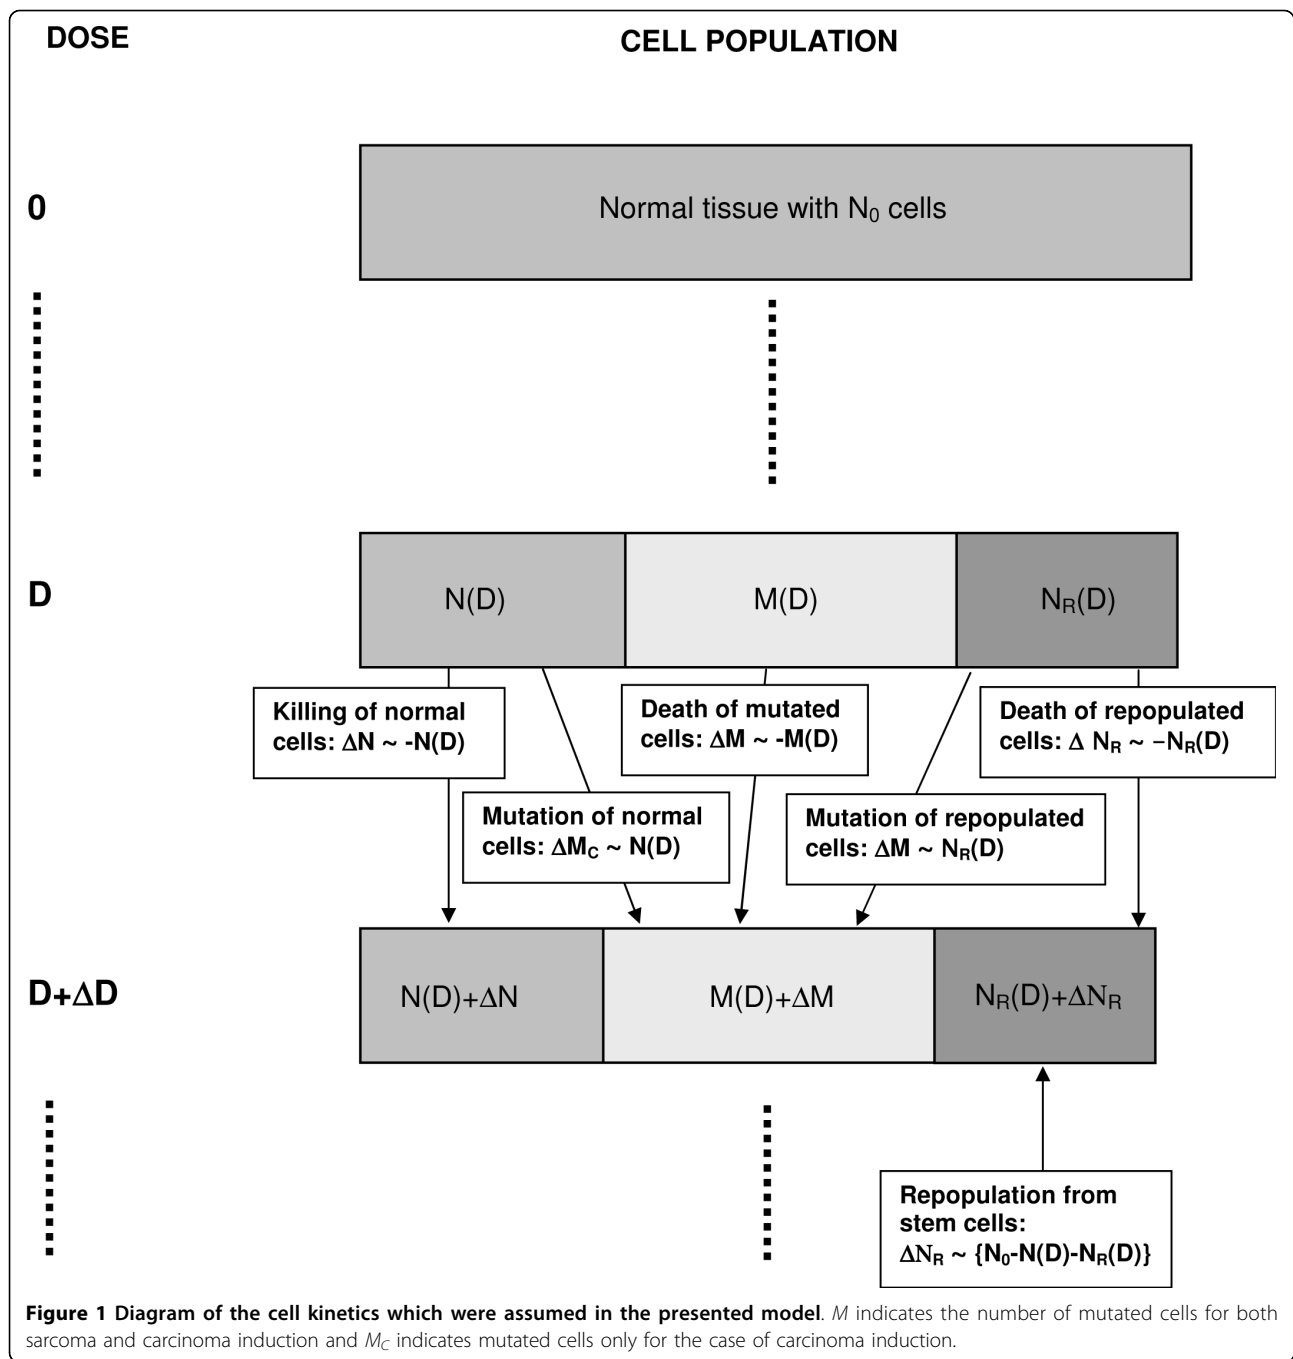 DOSE
CELL POPULATION
0
Normal tissue with N₀ cells
D
N(D)
M(D)
N_R(D)
Killing of normal
cells: ΔN ~ -N(D)
Death of mutated
cells: ΔM ~ -M(D)
Death of repopulated
cells: Δ N_R ~ −N_R(D)
Mutation of normal
cells: ΔM_C ~ N(D)
Mutation of repopulated
cells: ΔM ~ N_R(D)
D+ΔD
N(D)+ΔN
M(D)+ΔM
N_R(D)+ΔN_R
Repopulation from
stem cells:
ΔN_R ~ {N₀-N(D)-N_R(D)}
Figure 1 Diagram of the cell kinetics which were assumed in the presented model. M indicates the number of mutated cells for both
sarcoma and carcinoma induction and M_C indicates mutated cells only for the case of carcinoma induction.